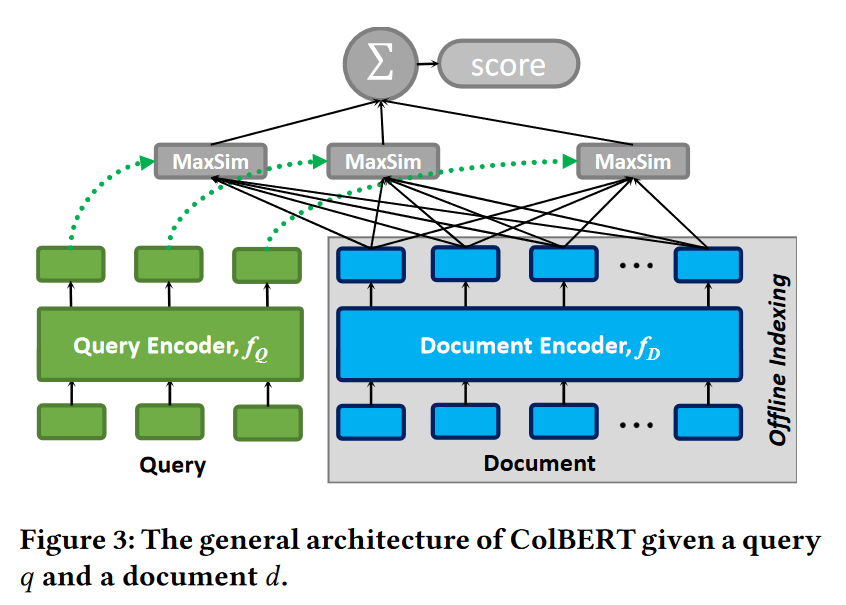 Σ
score
MaxSim
MaxSim
MaxSim
Query Encoder, f_Q
Document Encoder, f_D
Offline Indexing
Query
Document
Figure 3: The general architecture of ColBERT given a query
q and a document d.